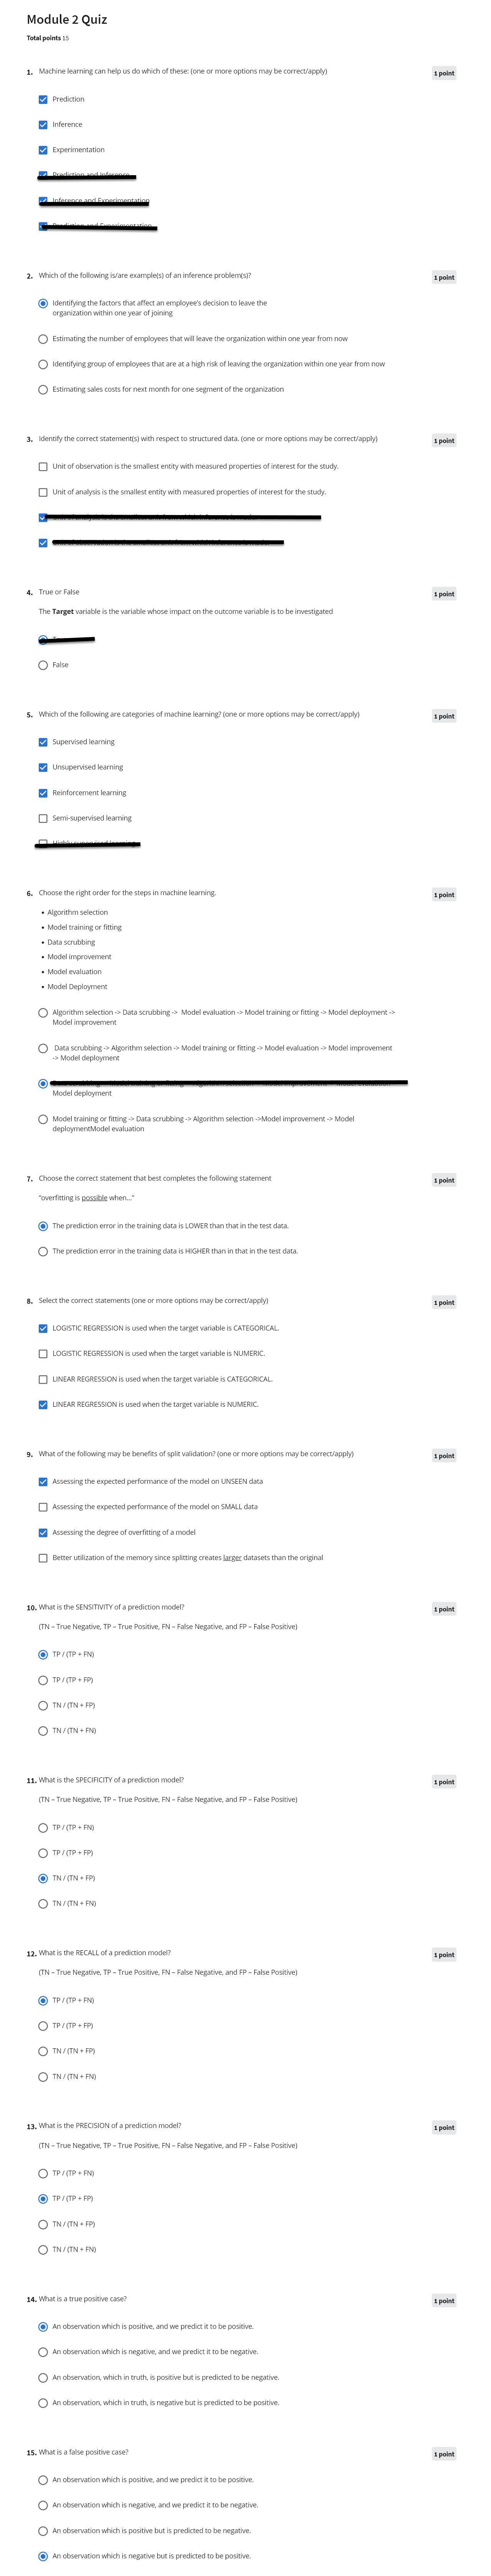 Module 2 Quiz
Total points 15
1. Machine learning can help us do which of these: (one or more options may be correct/apply)
1 point
Prediction
Inference
Experimentation
Prediction and Inference
Inference and Experimentation
Prediction and Experimentation
2. Which of the following is/are example(s) of an inference problem(s)?
1 point
Identifying the factors that affect an employee's decision to leave the
organization within one year of joining
Estimating the number of employees that will leave the organization within one year from now
Identifying group of employees that are at a high risk of leaving the organization within one year from now
Estimating sales costs for next month for one segment of the organization
3. Identify the correct statement(s) with respect to structured data. (one or more options may be correct/apply)
1 point
Unit of observation is the smallest entity with measured properties of interest for the study.
Unit of analysis is the smallest entity with measured properties of interest for the study.
4. True or False
1 point
The Target variable is the variable whose impact on the outcome variable is to be investigated
False
5. Which of the following are categories of machine learning? (one or more options may be correct/apply)
1 point
Supervised learning
Unsupervised learning
Reinforcement learning
Semi-supervised learning
6. Choose the right order for the steps in machine learning.
1 point
• Algorithm selection
• Model training or fitting
• Data scrubbing
• Model improvement
• Model evaluation
• Model Deployment
Algorithm selection -> Data scrubbing -> Model evaluation -> Model training or fitting -> Model deployment ->
Model improvement
Data scrubbing -> Algorithm selection -> Model training or fitting -> Model evaluation -> Model improvement
-> Model deployment
Model deployment
Model training or fitting -> Data scrubbing -> Algorithm selection ->Model improvement -> Model
deploymentModel evaluation
7. Choose the correct statement that best completes the following statement
1 point
"overfitting is possible when..."
The prediction error in the training data is LOWER than that in the test data.
The prediction error in the training data is HIGHER than in that in the test data.
8. Select the correct statements (one or more options may be correct/apply)
1 point
LOGISTIC REGRESSION is used when the target variable is CATEGORICAL.
LOGISTIC REGRESSION is used when the target variable is NUMERIC.
LINEAR REGRESSION is used when the target variable is CATEGORICAL.
LINEAR REGRESSION is used when the target variable is NUMERIC.
9. What of the following may be benefits of split validation? (one or more options may be correct/apply)
1 point
Assessing the expected performance of the model on UNSEEN data
Assessing the expected performance of the model on SMALL data
Assessing the degree of overfitting of a model
Better utilization of the memory since splitting creates larger datasets than the original
10. What is the SENSITIVITY of a prediction model?
1 point
(TN – True Negative, TP – True Positive, FN – False Negative, and FP – False Positive)
TP / (TP + FN)
TP / (TP + FP)
TN / (TN + FP)
TN / (TN + FN)
11. What is the SPECIFICITY of a prediction model?
1 point
(TN – True Negative, TP – True Positive, FN – False Negative, and FP – False Positive)
TP / (TP + FN)
TP / (TP + FP)
TN / (TN + FP)
TN / (TN + FN)
12. What is the RECALL of a prediction model?
1 point
(TN – True Negative, TP – True Positive, FN – False Negative, and FP – False Positive)
TP / (TP + FN)
TP / (TP + FP)
TN / (TN + FP)
TN / (TN + FN)
13. What is the PRECISION of a prediction model?
1 point
(TN – True Negative, TP – True Positive, FN – False Negative, and FP – False Positive)
TP / (TP + FN)
TP / (TP + FP)
TN / (TN + FP)
TN / (TN + FN)
14. What is a true positive case?
1 point
An observation which is positive, and we predict it to be positive.
An observation which is negative, and we predict it to be negative.
An observation, which in truth, is positive but is predicted to be negative.
An observation, which in truth, is negative but is predicted to be positive.
15. What is a false positive case?
1 point
An observation which is positive, and we predict it to be positive.
An observation which is negative, and we predict it to be negative.
An observation which is positive but is predicted to be negative.
An observation which is negative but is predicted to be positive.